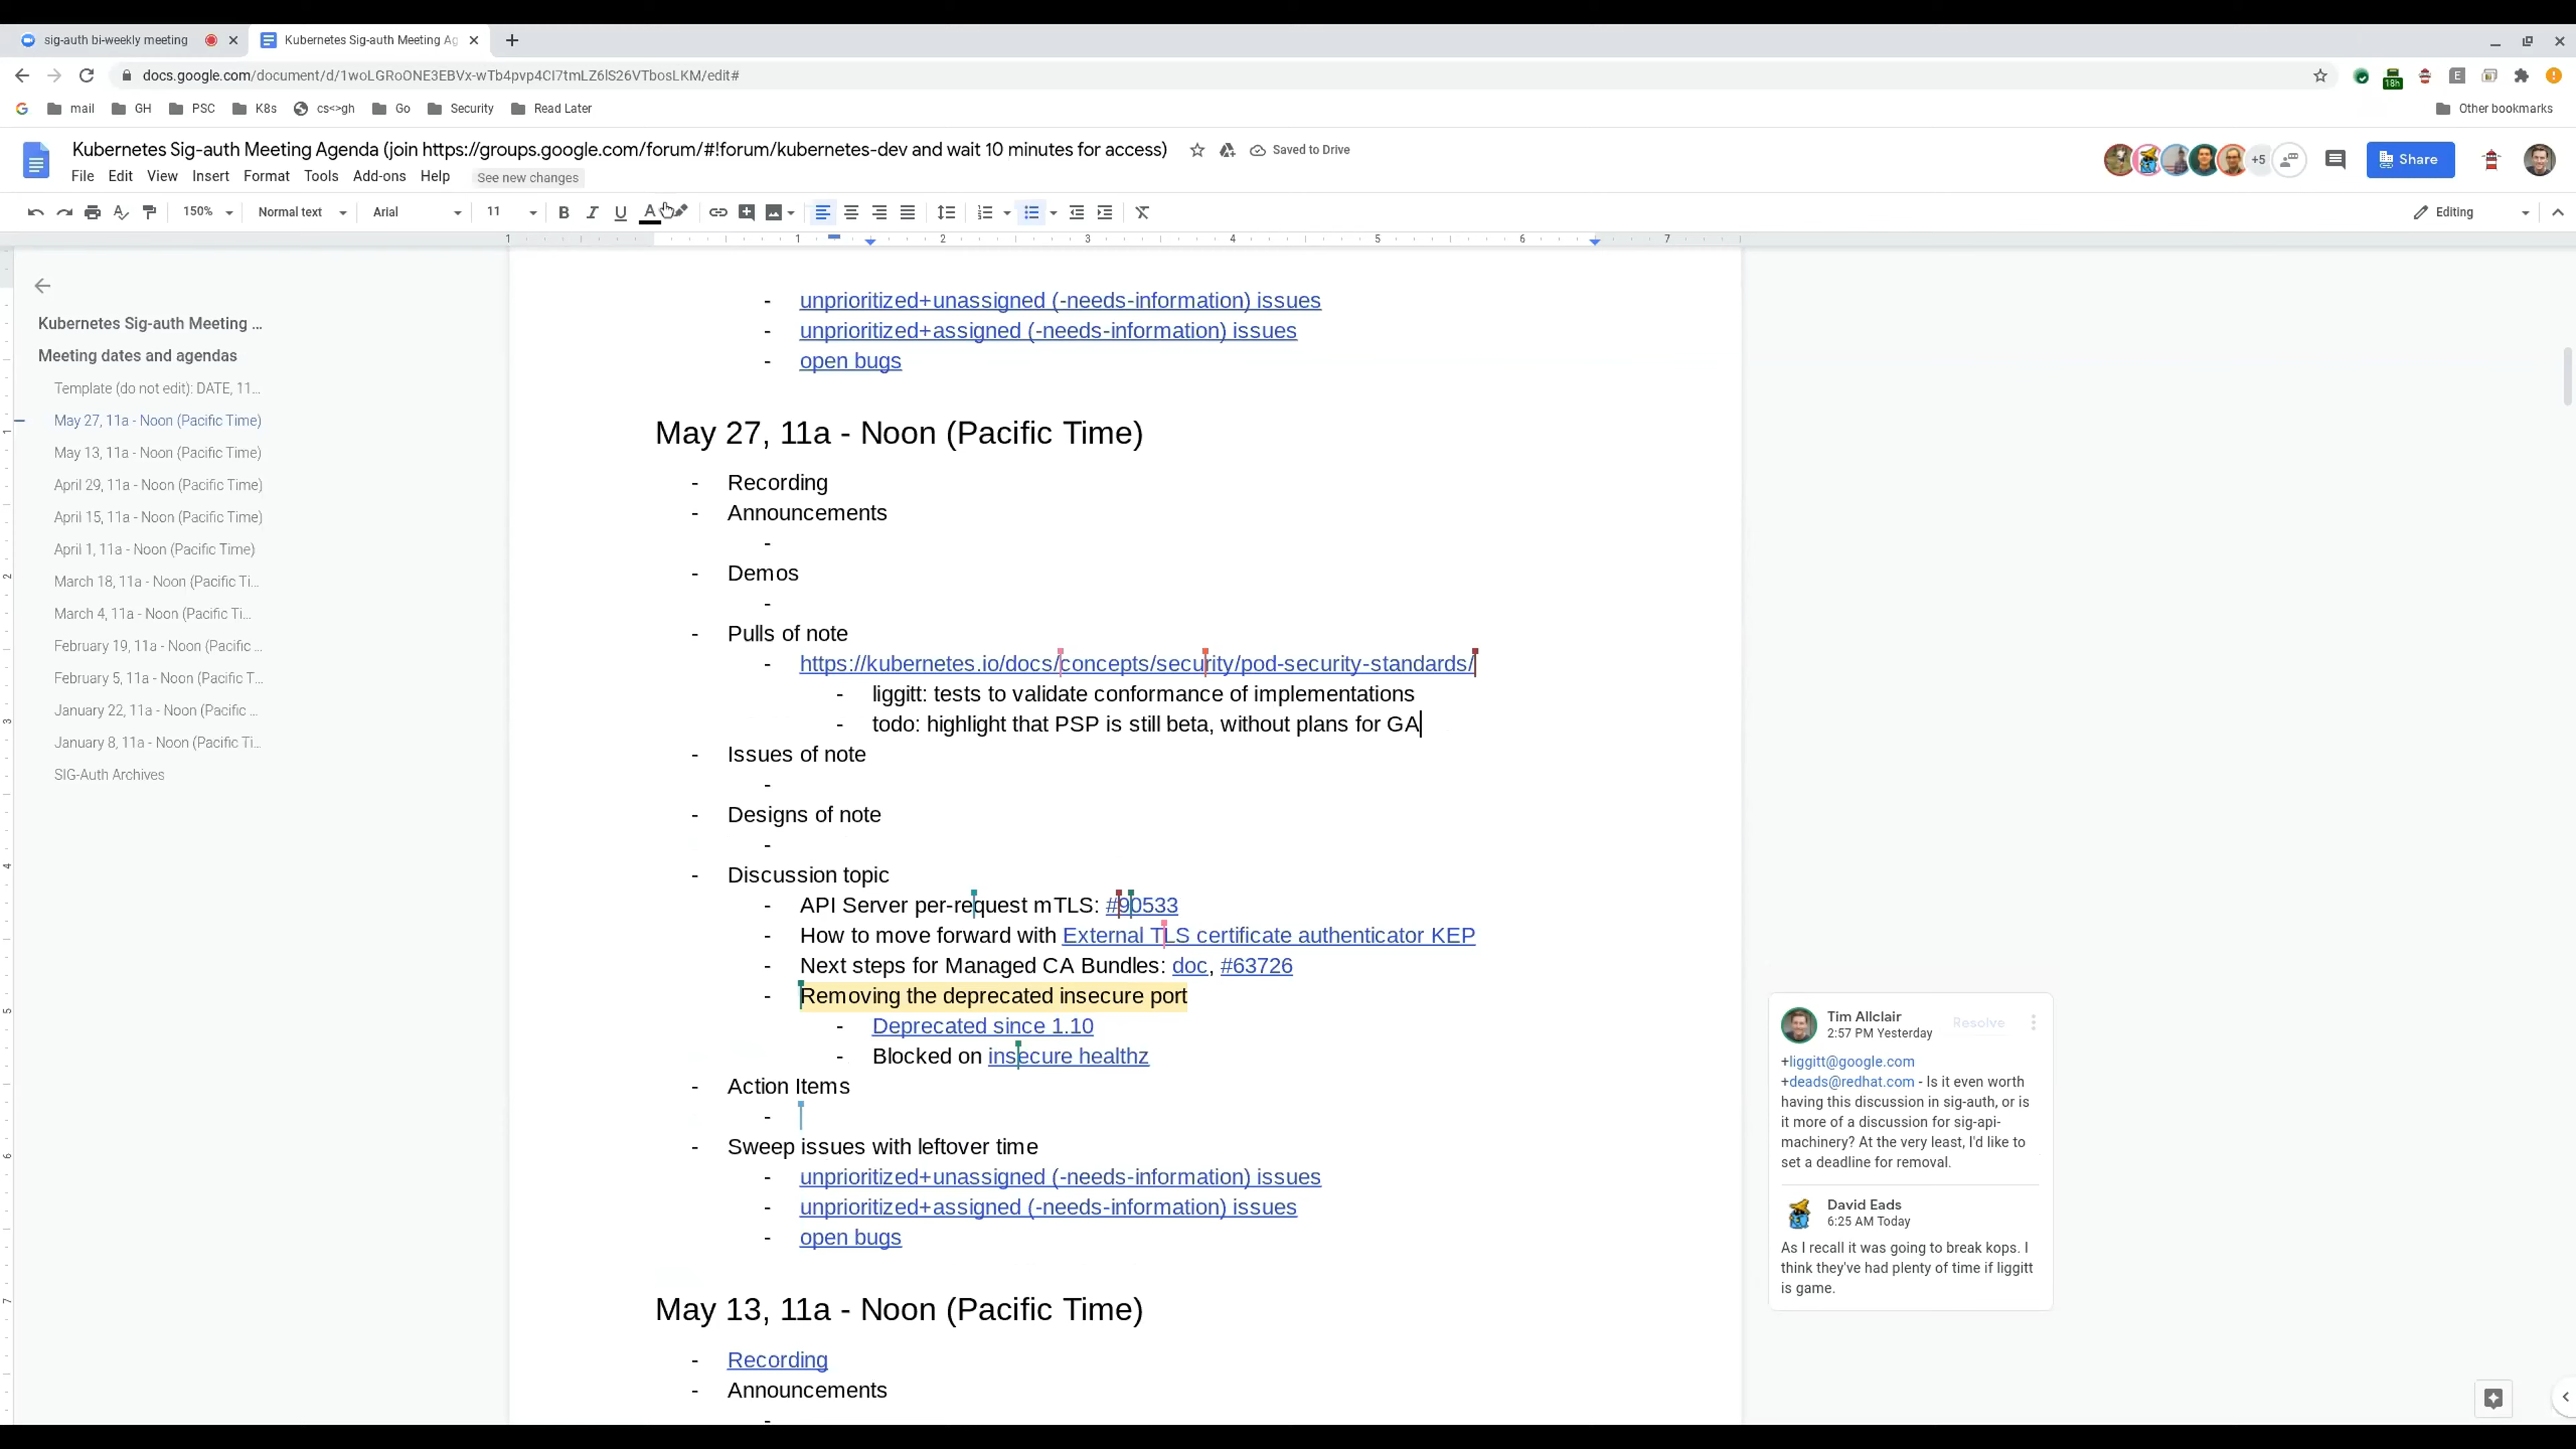 sig-auth bi-weekly meeting
Kubernetes Sig-auth Meeting Ag
docs.google.com/document/d/1woLGRoONE3EBVx-wTb4pvp4CI7tmLZ6lS26VTbosLKM/edit#
18h
E
mail GH PSC K8s cs<>gh Go Security Read Later Other bookmarks
Kubernetes Sig-auth Meeting Agenda (join https://groups.google.com/forum/#!forum/kubernetes-dev and wait 10 minutes for access) Saved to Drive
+5
Share
File Edit View Insert Format Tools Add-ons Help See new changes
150% Normal text Arial 11 B I U A Editing
1 1 2 3 4 5 6 7
Kubernetes Sig-auth Meeting ...
Meeting dates and agendas
Template (do not edit): DATE, 11...
May 27, 11a - Noon (Pacific Time)
May 13, 11a - Noon (Pacific Time)
April 29, 11a - Noon (Pacific Time)
April 15, 11a - Noon (Pacific Time)
April 1, 11a - Noon (Pacific Time)
March 18, 11a - Noon (Pacific Ti...
March 4, 11a - Noon (Pacific Ti...
February 19, 11a - Noon (Pacific ...
February 5, 11a - Noon (Pacific T...
January 22, 11a - Noon (Pacific ...
January 8, 11a - Noon (Pacific Ti...
SIG-Auth Archives
1
2
3
4
5
6
7
- unprioritized+unassigned (-needs-information) issues
- unprioritized+assigned (-needs-information) issues
- open bugs
May 27, 11a - Noon (Pacific Time)
- Recording
- Announcements
-
- Demos
-
- Pulls of note
- https://kubernetes.io/docs/concepts/security/pod-security-standards/
- liggitt: tests to validate conformance of implementations
- todo: highlight that PSP is still beta, without plans for GA
- Issues of note
-
- Designs of note
-
- Discussion topic
- API Server per-request mTLS: #90533
- How to move forward with External TLS certificate authenticator KEP
- Next steps for Managed CA Bundles: doc, #63726
- Removing the deprecated insecure port
- Deprecated since 1.10
- Blocked on insecure healthz
- Action Items
-
- Sweep issues with leftover time
- unprioritized+unassigned (-needs-information) issues
- unprioritized+assigned (-needs-information) issues
- open bugs
May 13, 11a - Noon (Pacific Time)
- Recording
- Announcements
-
Tim Allclair
2:57 PM Yesterday
Resolve
+liggitt@google.com
+deads@redhat.com - Is it even worth
having this discussion in sig-auth, or is
it more of a discussion for sig-api-
machinery? At the very least, I'd like to
set a deadline for removal.
David Eads
6:25 AM Today
As I recall it was going to break kops. I
think they've had plenty of time if liggitt
is game.